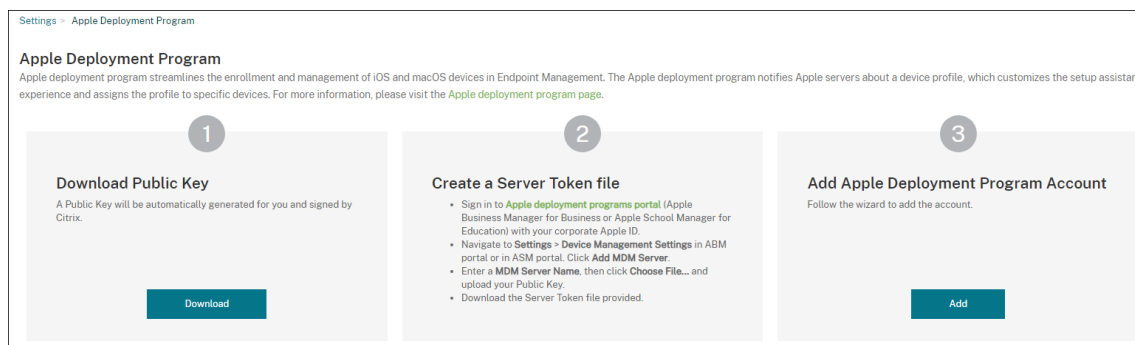 Settings > Apple Deployment Program
Apple Deployment Program
Apple deployment program streamlines the enrollment and management of iOS and macOS devices in Endpoint Management. The Apple deployment program notifies Apple servers about a device profile, which customizes the setup assistan
experience and assigns the profile to specific devices. For more information, please visit the Apple deployment program page.
1
Download Public Key
A Public Key will be automatically generated for you and signed by
Citrix.
Download
2
Create a Server Token file
• Sign in to Apple deployment programs portal (Apple
Business Manager for Business or Apple School Manager for
Education) with your corporate Apple ID.
• Navigate to Settings > Device Management Settings in ABM
portal or in ASM portal. Click Add MDM Server.
• Enter a MDM Server Name, then click Choose File... and
upload your Public Key.
• Download the Server Token file provided.
3
Add Apple Deployment Program Account
Follow the wizard to add the account.
Add